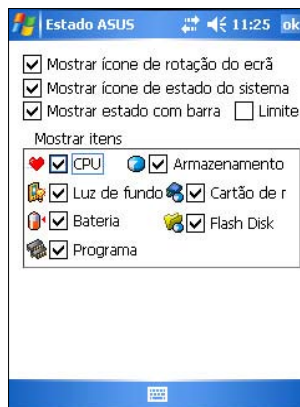 Estado ASUS 11:25 ok
Mostrar ícone de rotação do ecrã
Mostrar ícone de estado do sistema
Mostrar estado com barra Limite
Mostrar itens
CPU Armazenamento
Luz de fundo Cartão de r
Bateria Flash Disk
Programa